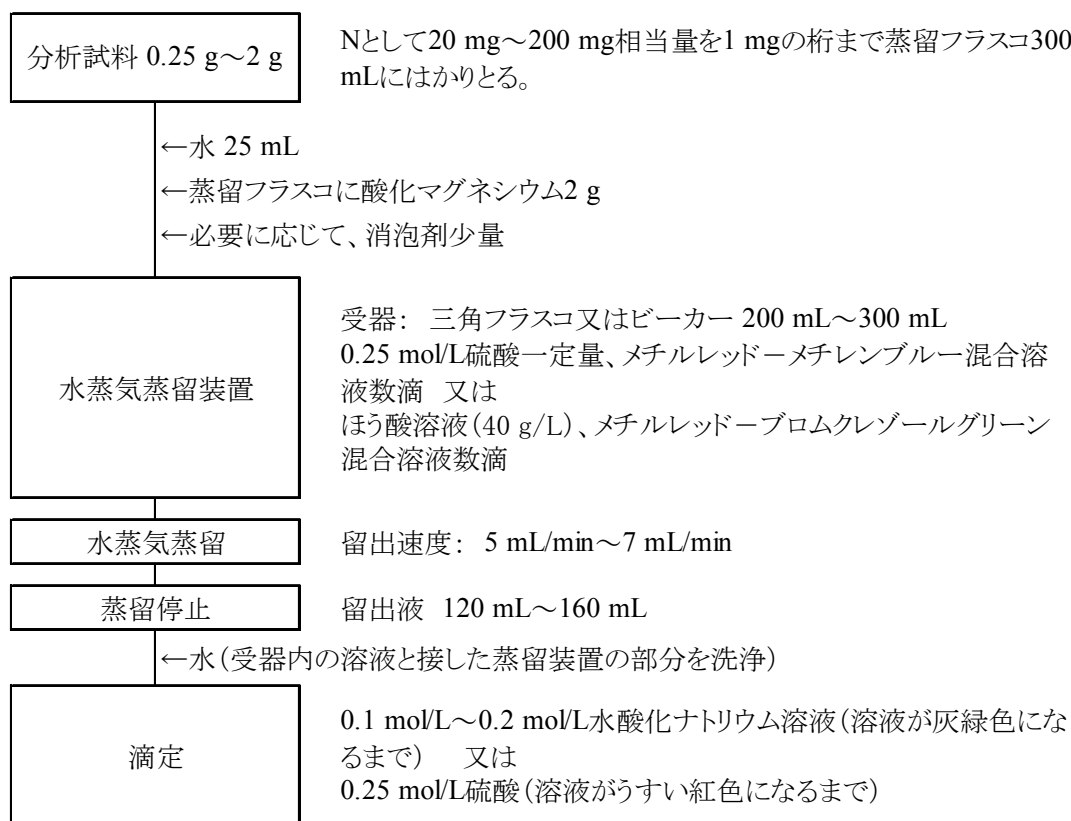 分析試料 0.25 g～2 g
Nとして20 mg～200 mg相当量を1 mgの桁まで蒸留フラスコ300
mLにはかりとる。
←水 25 mL
←蒸留フラスコに酸化マグネシウム2 g
←必要に応じて、消泡剤少量
水蒸気蒸留装置
受器： 三角フラスコ又はビーカー 200 mL～300 mL
0.25 mol/L硫酸一定量、メチルレッド－メチレンブルー混合溶
液数滴 又は
ほう酸溶液（40 g/L）、メチルレッド－ブロムクレゾールグリーン
混合溶液数滴
水蒸気蒸留
留出速度： 5 mL/min～7 mL/min
蒸留停止
留出液 120 mL～160 mL
←水（受器内の溶液と接した蒸留装置の部分を洗浄）
滴定
0.1 mol/L～0.2 mol/L水酸化ナトリウム溶液（溶液が灰緑色にな
るまで） 又は
0.25 mol/L硫酸（溶液がうすい紅色になるまで）